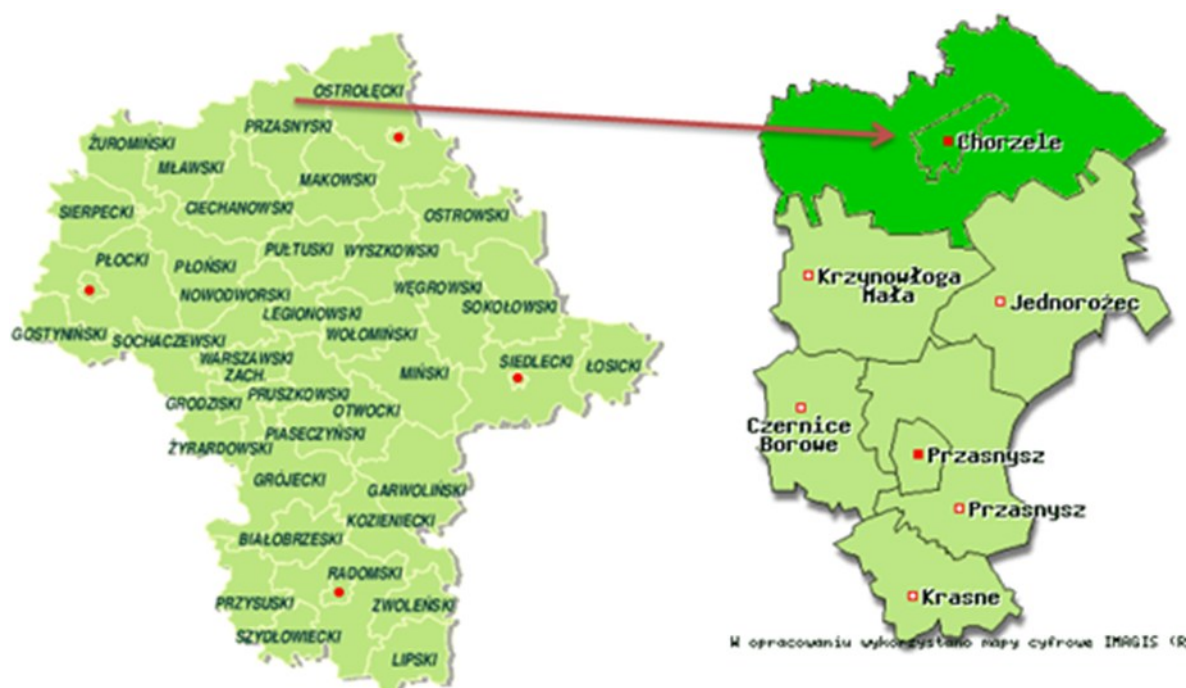 OSTROŁĘCKI
PRZASNYSKI
ŻUROMIŃSKI
MŁAWSKI
MAKOWSKI
SIERPECKI
CIECHANOWSKI
OSTROWSKI
PŁOCKI
PŁOŃSKI
PUŁTUSKI
WYSZKOWSKI
NOWODWORSKI
WĘGROWSKI
SOKOŁOWSKI
LEGIONOWSKI
GOSTYNIŃSKI
SOCHACZEWSKI
WOŁOMIŃSKI
WARSZAWSKI
ZACH.
MIŃSKI
SIEDLECKI
ŁOSICKI
GRODZISKI
PRUSZKOWSKI
OTWOCKI
ŻYRARDOWSKI
PIASECZYŃSKI
GRÓJECKI
GARWOLIŃSKI
KOZIENICKI
BIAŁOBRZESKI
RADOMSKI
PRZYSUSKI
ZWOLEŃSKI
SZYDŁOWIECKI
LIPSKI
Chorzele
Krzynowłoga
Mała
Jednorożec
Czernice
Borowe
Przasnysz
Przasnysz
Krasne
W opracowaniu wykorzystano mapy cyfrowe IMAGIS (R